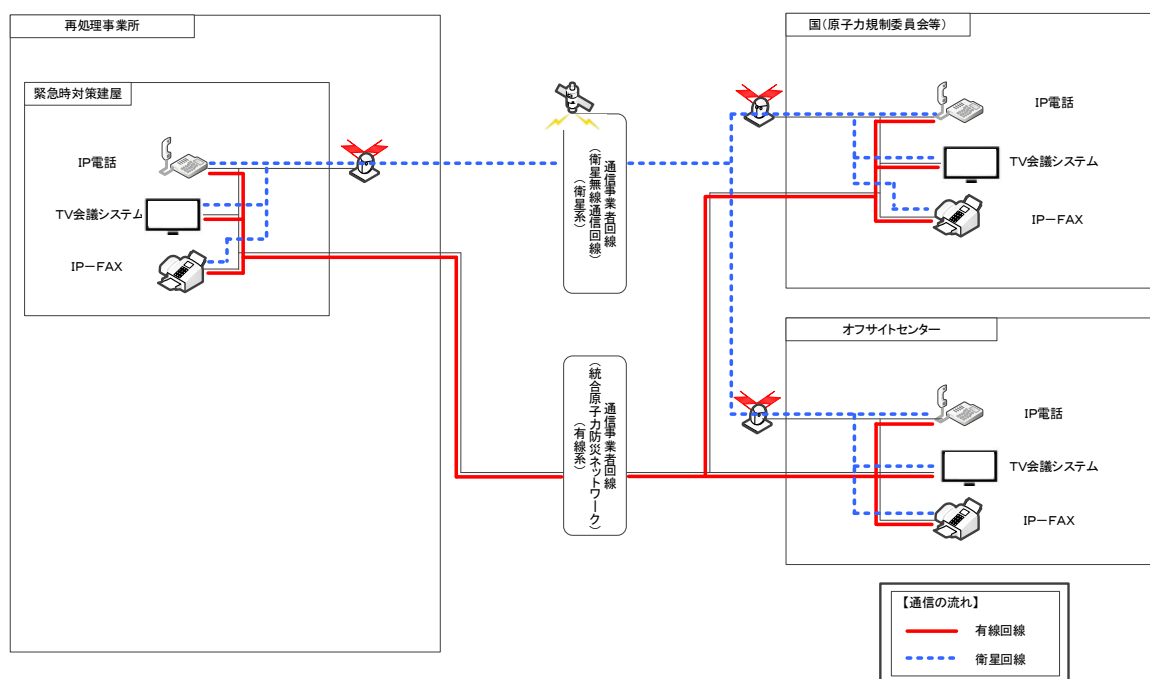 再処理事業所
緊急時対策建屋
IP電話
TV会議システム
IP－FAX
通信事業者回線
（衛星無線通信回線）
（衛星系）
通信事業者回線
（統合原子力防災ネットワーク）
（有線系）
国（原子力規制委員会等）
IP電話
TV会議システム
IP－FAX
オフサイトセンター
IP電話
TV会議システム
IP－FAX
【通信の流れ】
有線回線
衛星回線